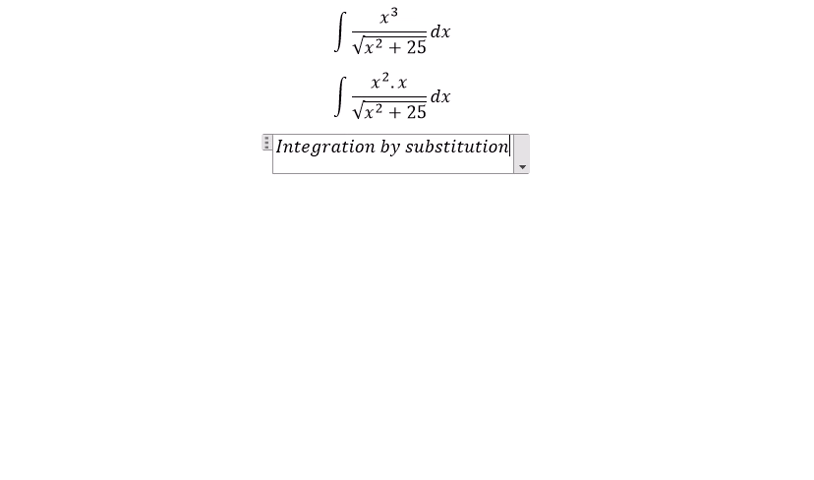 ∫ x³ / √(x² + 25) dx
∫ x².x / √(x² + 25) dx
Integration by substitution